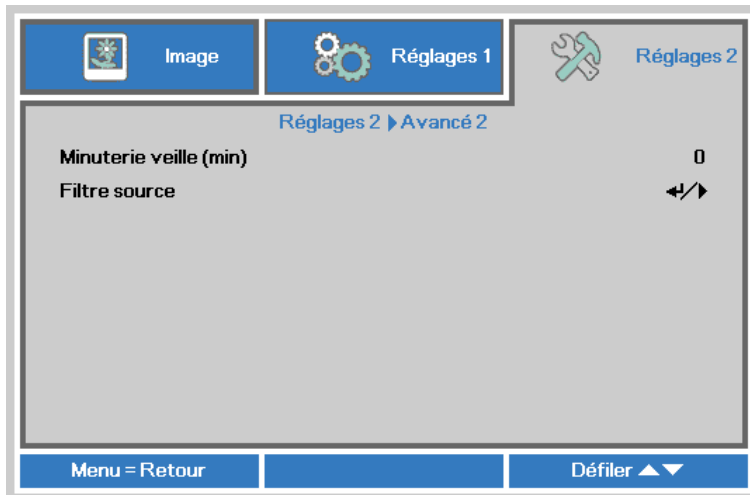 Image
Réglages 1
Réglages 2
Réglages 2 ▶ Avancé 2
Minuterie veille (min) 0
Filtre source ↵/▶
Menu = Retour
Défiler ▲▼